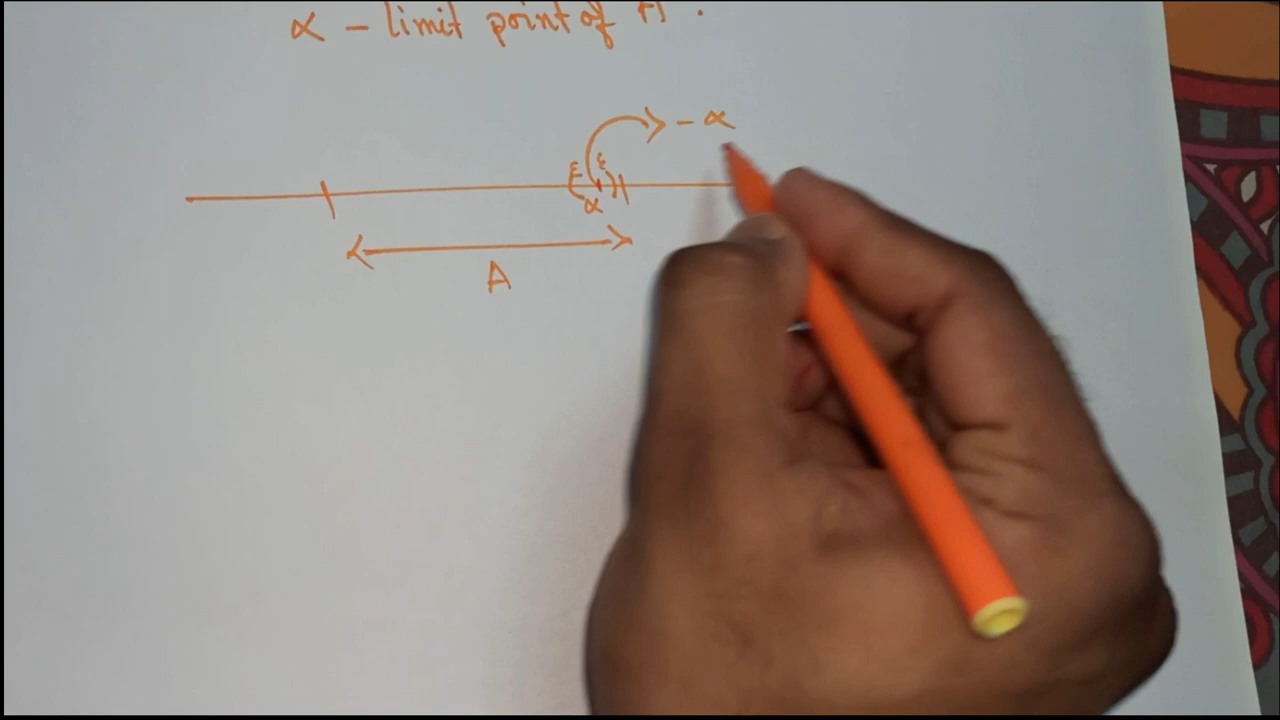 α – limit point of A .
– α
ε ε
α
A